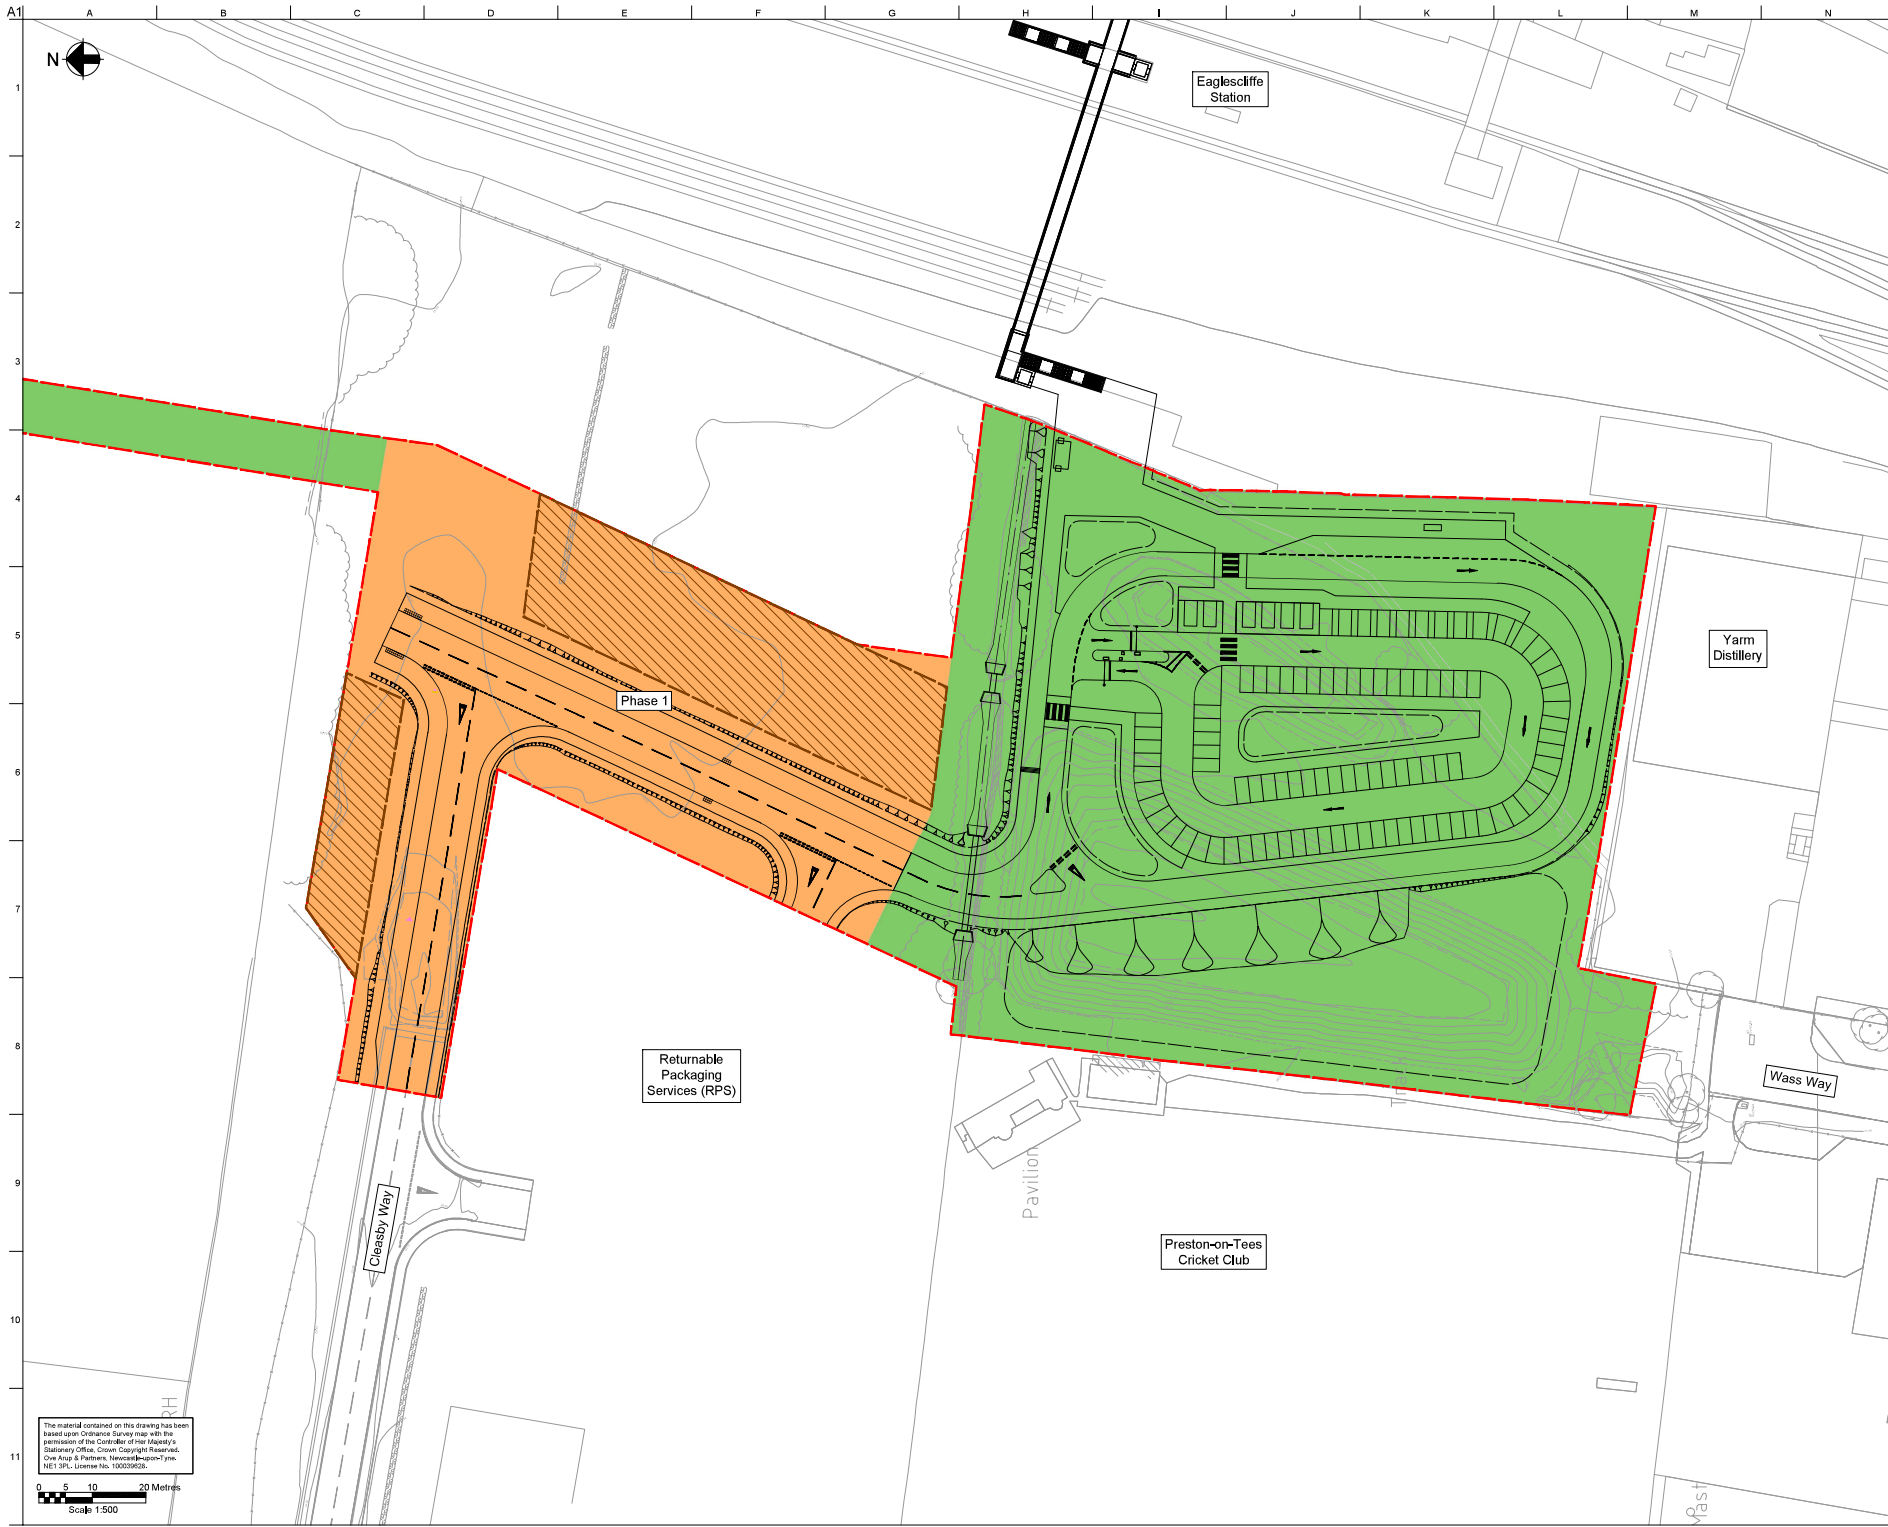 A1 A B C D E F G H I J K L M N
N
1
Eaglescliffe
Station
2
3
4
5
Yarm
Distillery
Phase 1
6
7
8
Returnable
Packaging
Services (RPS)
Wass Way
9
Pavilion
Cleasby Way
Preston-on-Tees
Cricket Club
10
RH
The material contained on this drawing has been
based upon Ordnance Survey map with the
permission of the Controller of Her Majesty's
Stationery Office, Crown Copyright Reserved.
Ove Arup & Partners, Newcastle-upon-Tyne.
NE1 3PL. License No. 100039628.
11
0 5 10 20 Metres
Scale 1:500